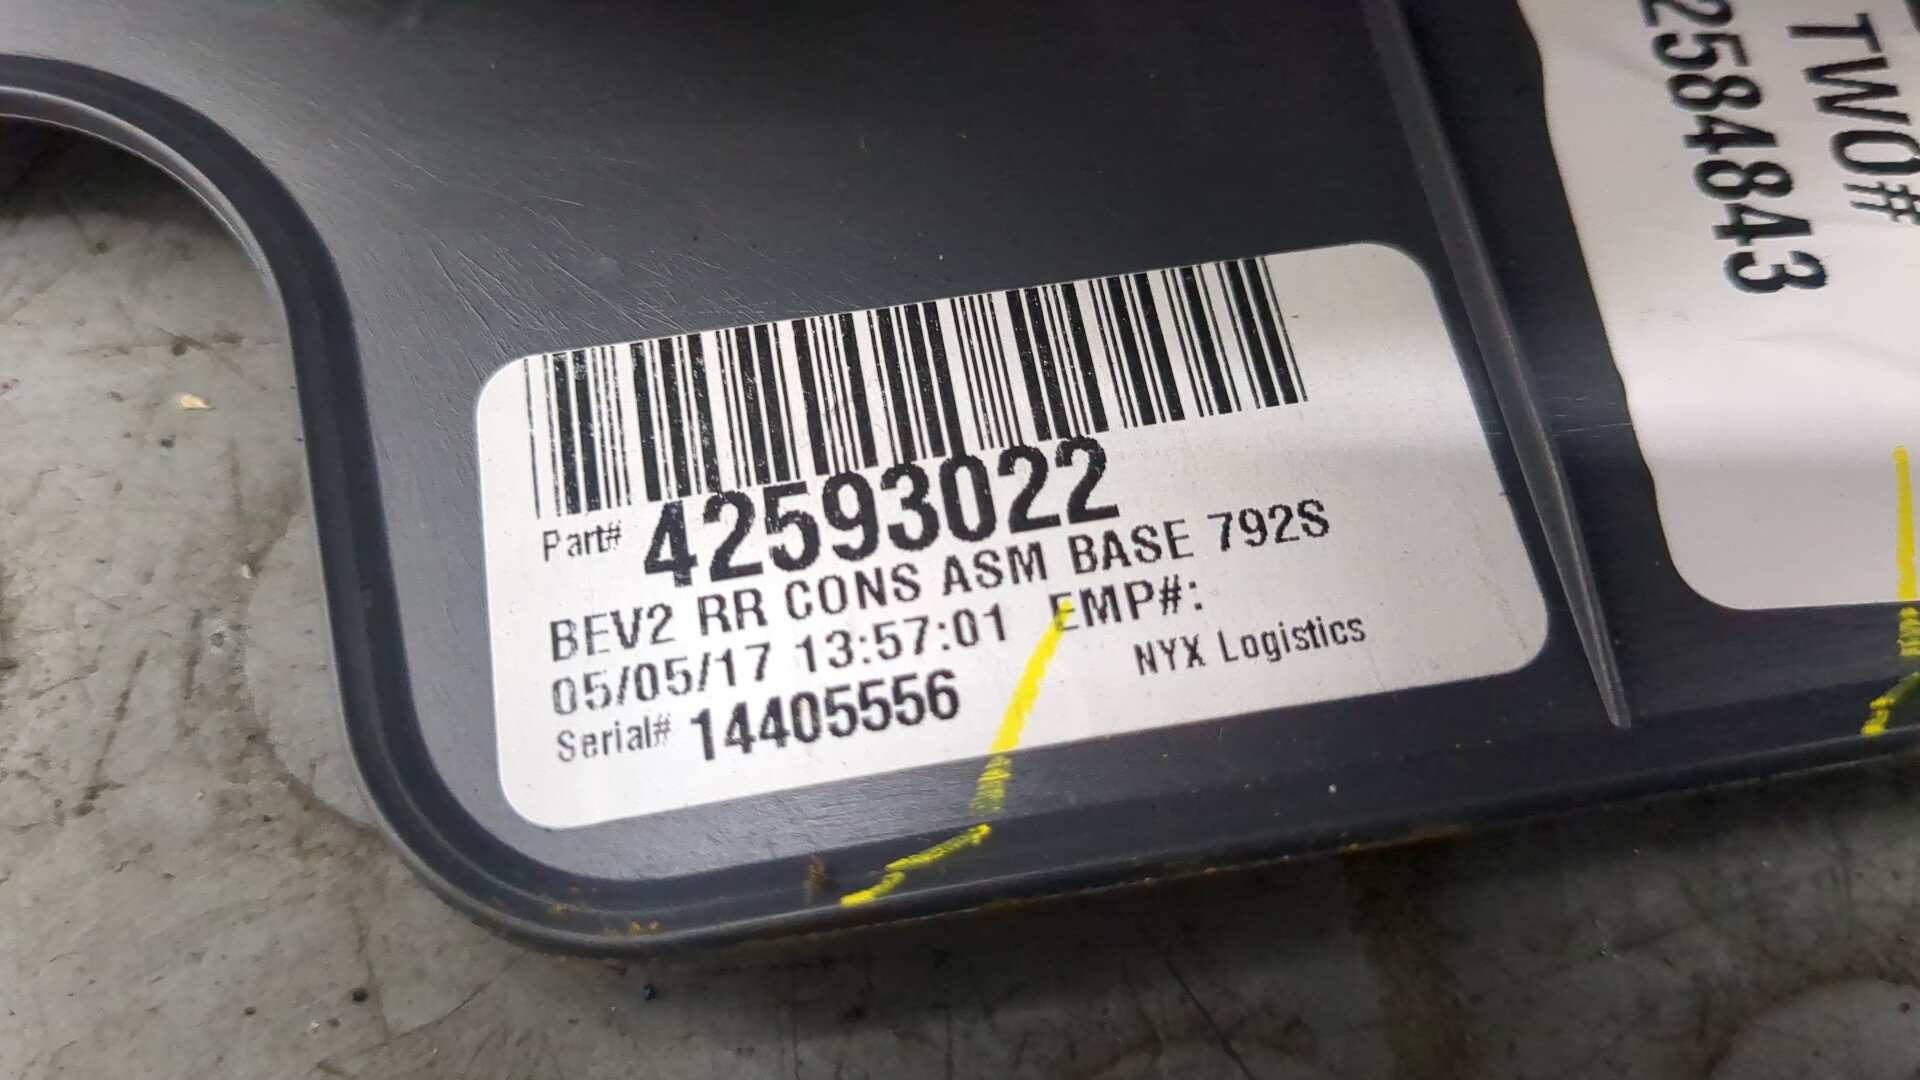 Part# 42593022
BEV2 RR CONS ASM BASE 792S
05/05/17 13:57:01 EMP#:
NYX Logistics
Serial# 14405556
TWO#
2584843